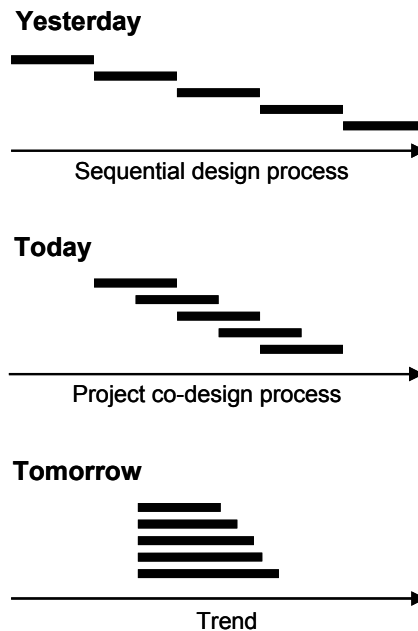 Yesterday
Sequential design process
Today
Project co-design process
Tomorrow
Trend